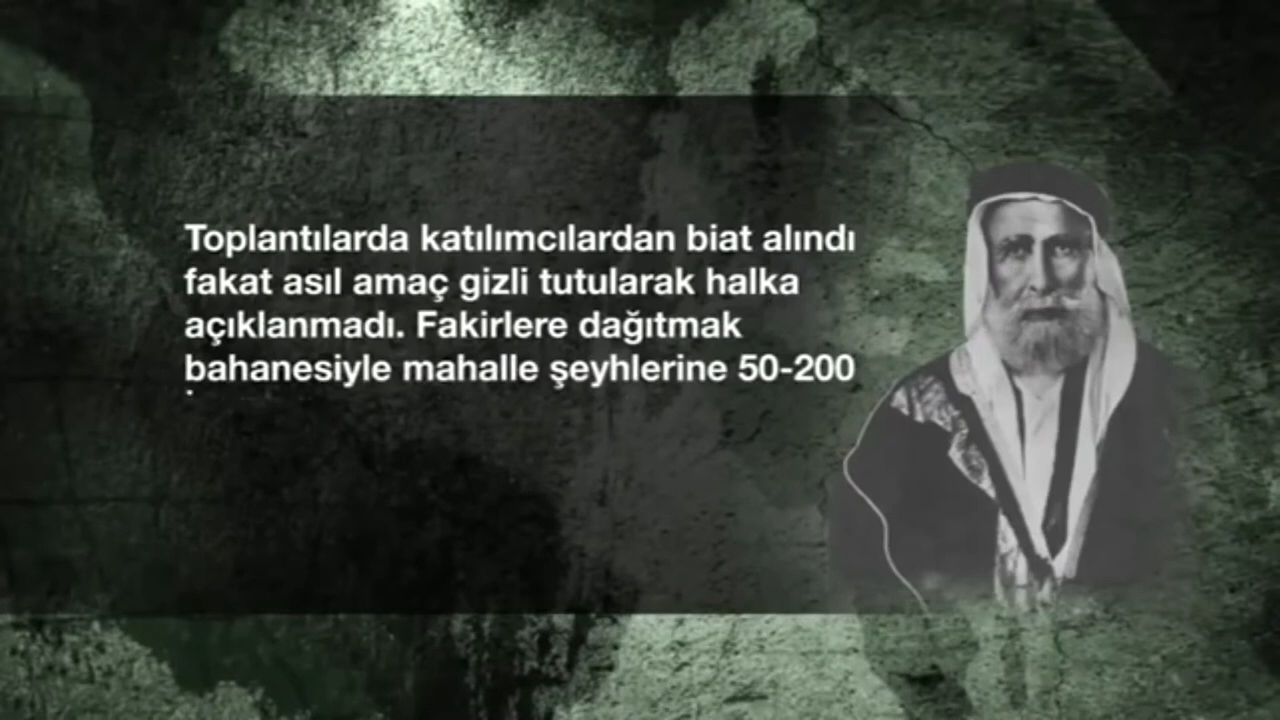 Toplantılarda katılımcılardan biat alındı
fakat asıl amaç gizli tutularak halka
açıklanmadı. Fakirlere dağıtmak
bahanesiyle mahalle şeyhlerine 50-200